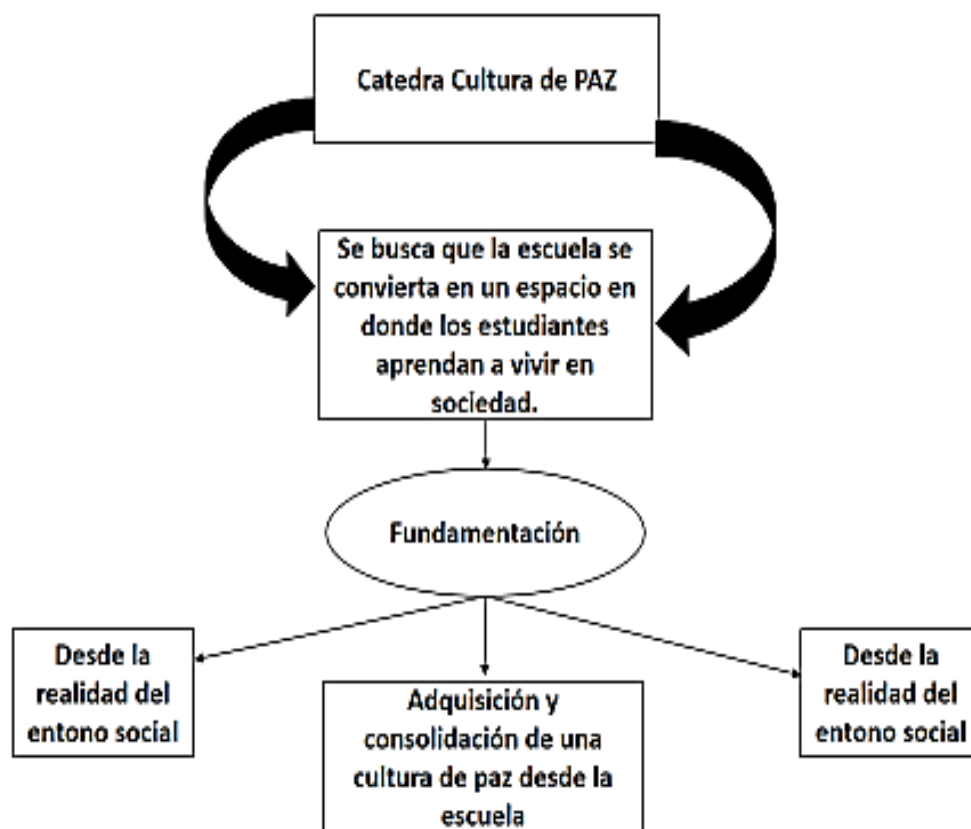 Catedra Cultura de PAZ
Se busca que la escuela se
convierta en un espacio en
donde los estudiantes
aprendan a vivir en
sociedad.
Fundamentación
Desde la
realidad del
entono social
Adquisición y
consolidación de una
cultura de paz desde la
escuela
Desde la
realidad del
entono social